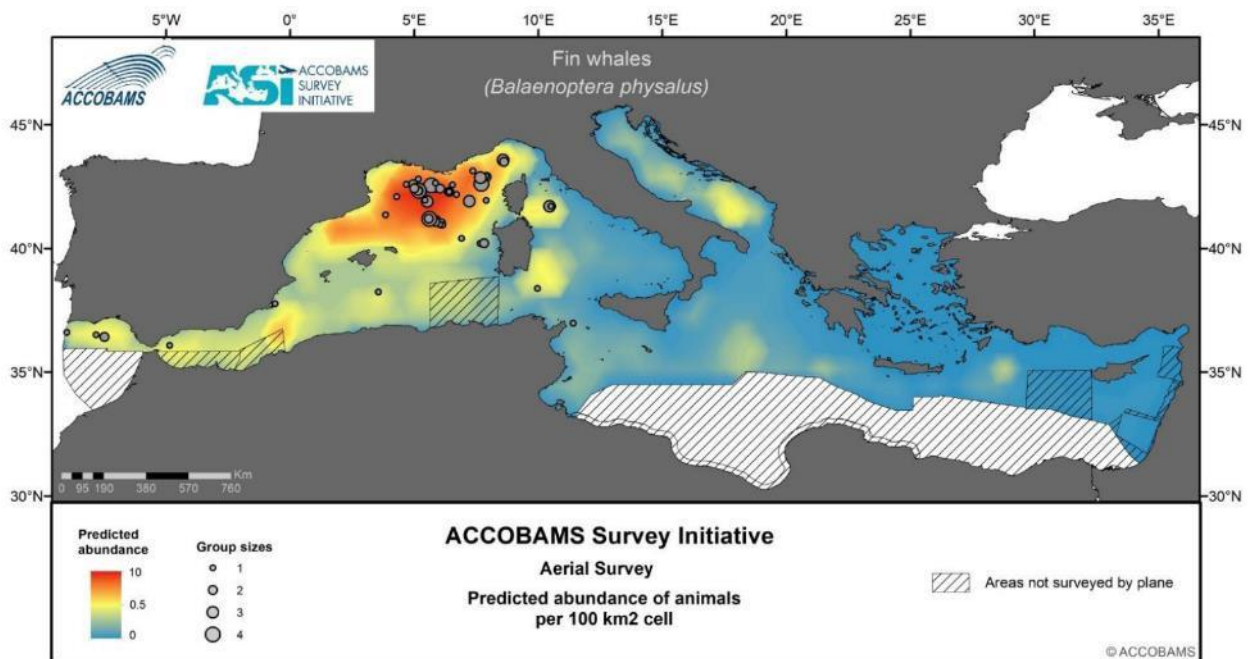 5°W 0° 5°E 10°E 15°E 20°E 25°E 30°E 35°E
ACCOBAMS
ASI ACCOBAMS
SURVEY
INITIATIVE
Fin whales
(Balaenoptera physalus)
45°N 45°N
40°N 40°N
35°N 35°N
30°N 30°N
Km
0 95 190 380 570 760
Predicted
abundance
10
0.5
0
Group sizes
1
2
3
4
ACCOBAMS Survey Initiative
Aerial Survey
Predicted abundance of animals
per 100 km2 cell
Areas not surveyed by plane
© ACCOBAMS